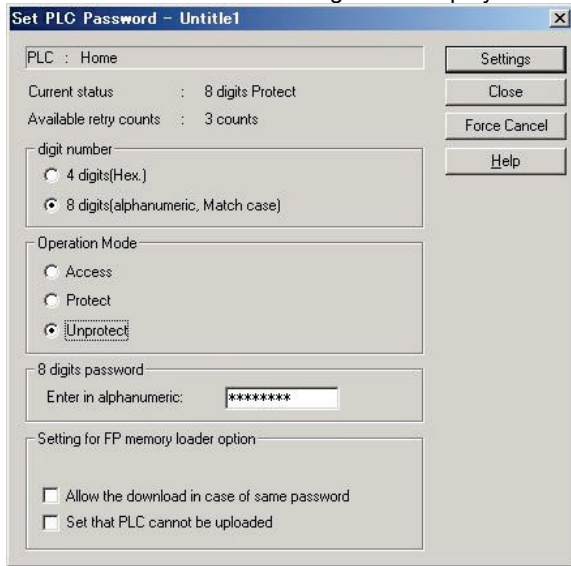 Set PLC Password - Untitle1
PLC : Home
Settings
Current status : 8 digits Protect
Close
Available retry counts : 3 counts
Force Cancel
digit number
Help
4 digits(Hex.)
8 digits(alphanumeric, Match case)
Operation Mode
Access
Protect
Unprotect
8 digits password
Enter in alphanumeric: ********
Setting for FP memory loader option
Allow the download in case of same password
Set that PLC cannot be uploaded